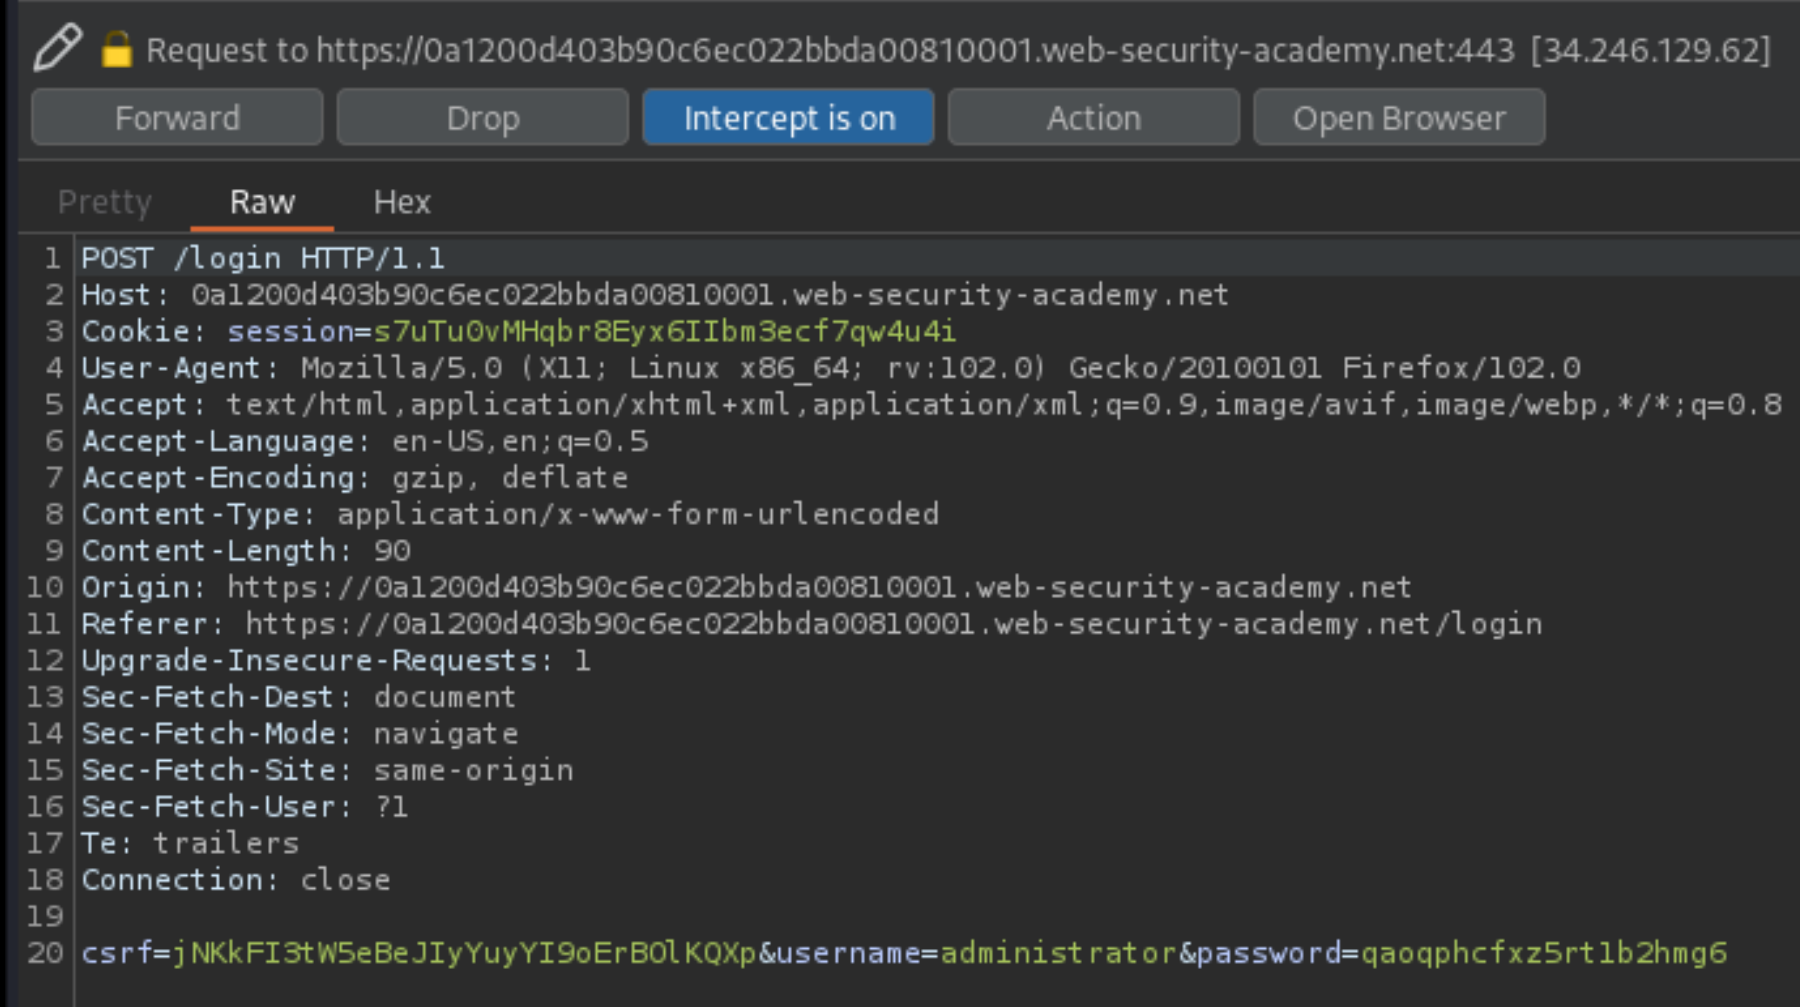 Request to https://0a1200d403b90c6ec022bbda00810001.web-security-academy.net:443 [34.246.129.62]
Forward Drop Intercept is on Action Open Browser
Pretty Raw Hex
1 POST /login HTTP/1.1
2 Host: 0a1200d403b90c6ec022bbda00810001.web-security-academy.net
3 Cookie: session=s7uTu0vMHqbr8Eyx6IIbm3ecf7qw4u4i
4 User-Agent: Mozilla/5.0 (X11; Linux x86_64; rv:102.0) Gecko/20100101 Firefox/102.0
5 Accept: text/html,application/xhtml+xml,application/xml;q=0.9,image/avif,image/webp,*/*;q=0.8
6 Accept-Language: en-US,en;q=0.5
7 Accept-Encoding: gzip, deflate
8 Content-Type: application/x-www-form-urlencoded
9 Content-Length: 90
10 Origin: https://0a1200d403b90c6ec022bbda00810001.web-security-academy.net
11 Referer: https://0a1200d403b90c6ec022bbda00810001.web-security-academy.net/login
12 Upgrade-Insecure-Requests: 1
13 Sec-Fetch-Dest: document
14 Sec-Fetch-Mode: navigate
15 Sec-Fetch-Site: same-origin
16 Sec-Fetch-User: ?1
17 Te: trailers
18 Connection: close
19
20 csrf=jNKkFI3tW5eBeJIyYuyYI9oErBOlKQXp&username=administrator&password=qaoqphcfxz5rt1b2hmg6